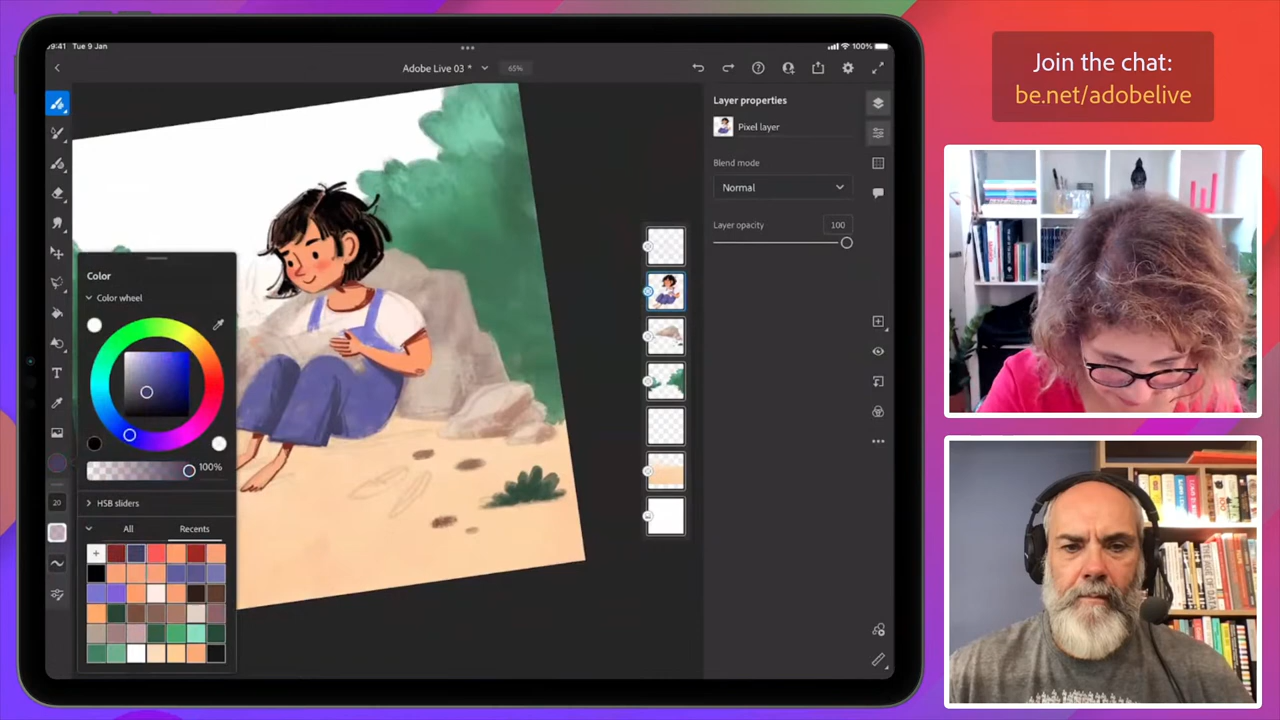 9:41 Tue 9 Jan
100%
Adobe Live 03 *
65%
Layer properties
Pixel layer
Blend mode
Normal
Layer opacity
100
Color
Color wheel
100%
HSB sliders
20
All
Recents
T
Join the chat:
be.net/adobelive